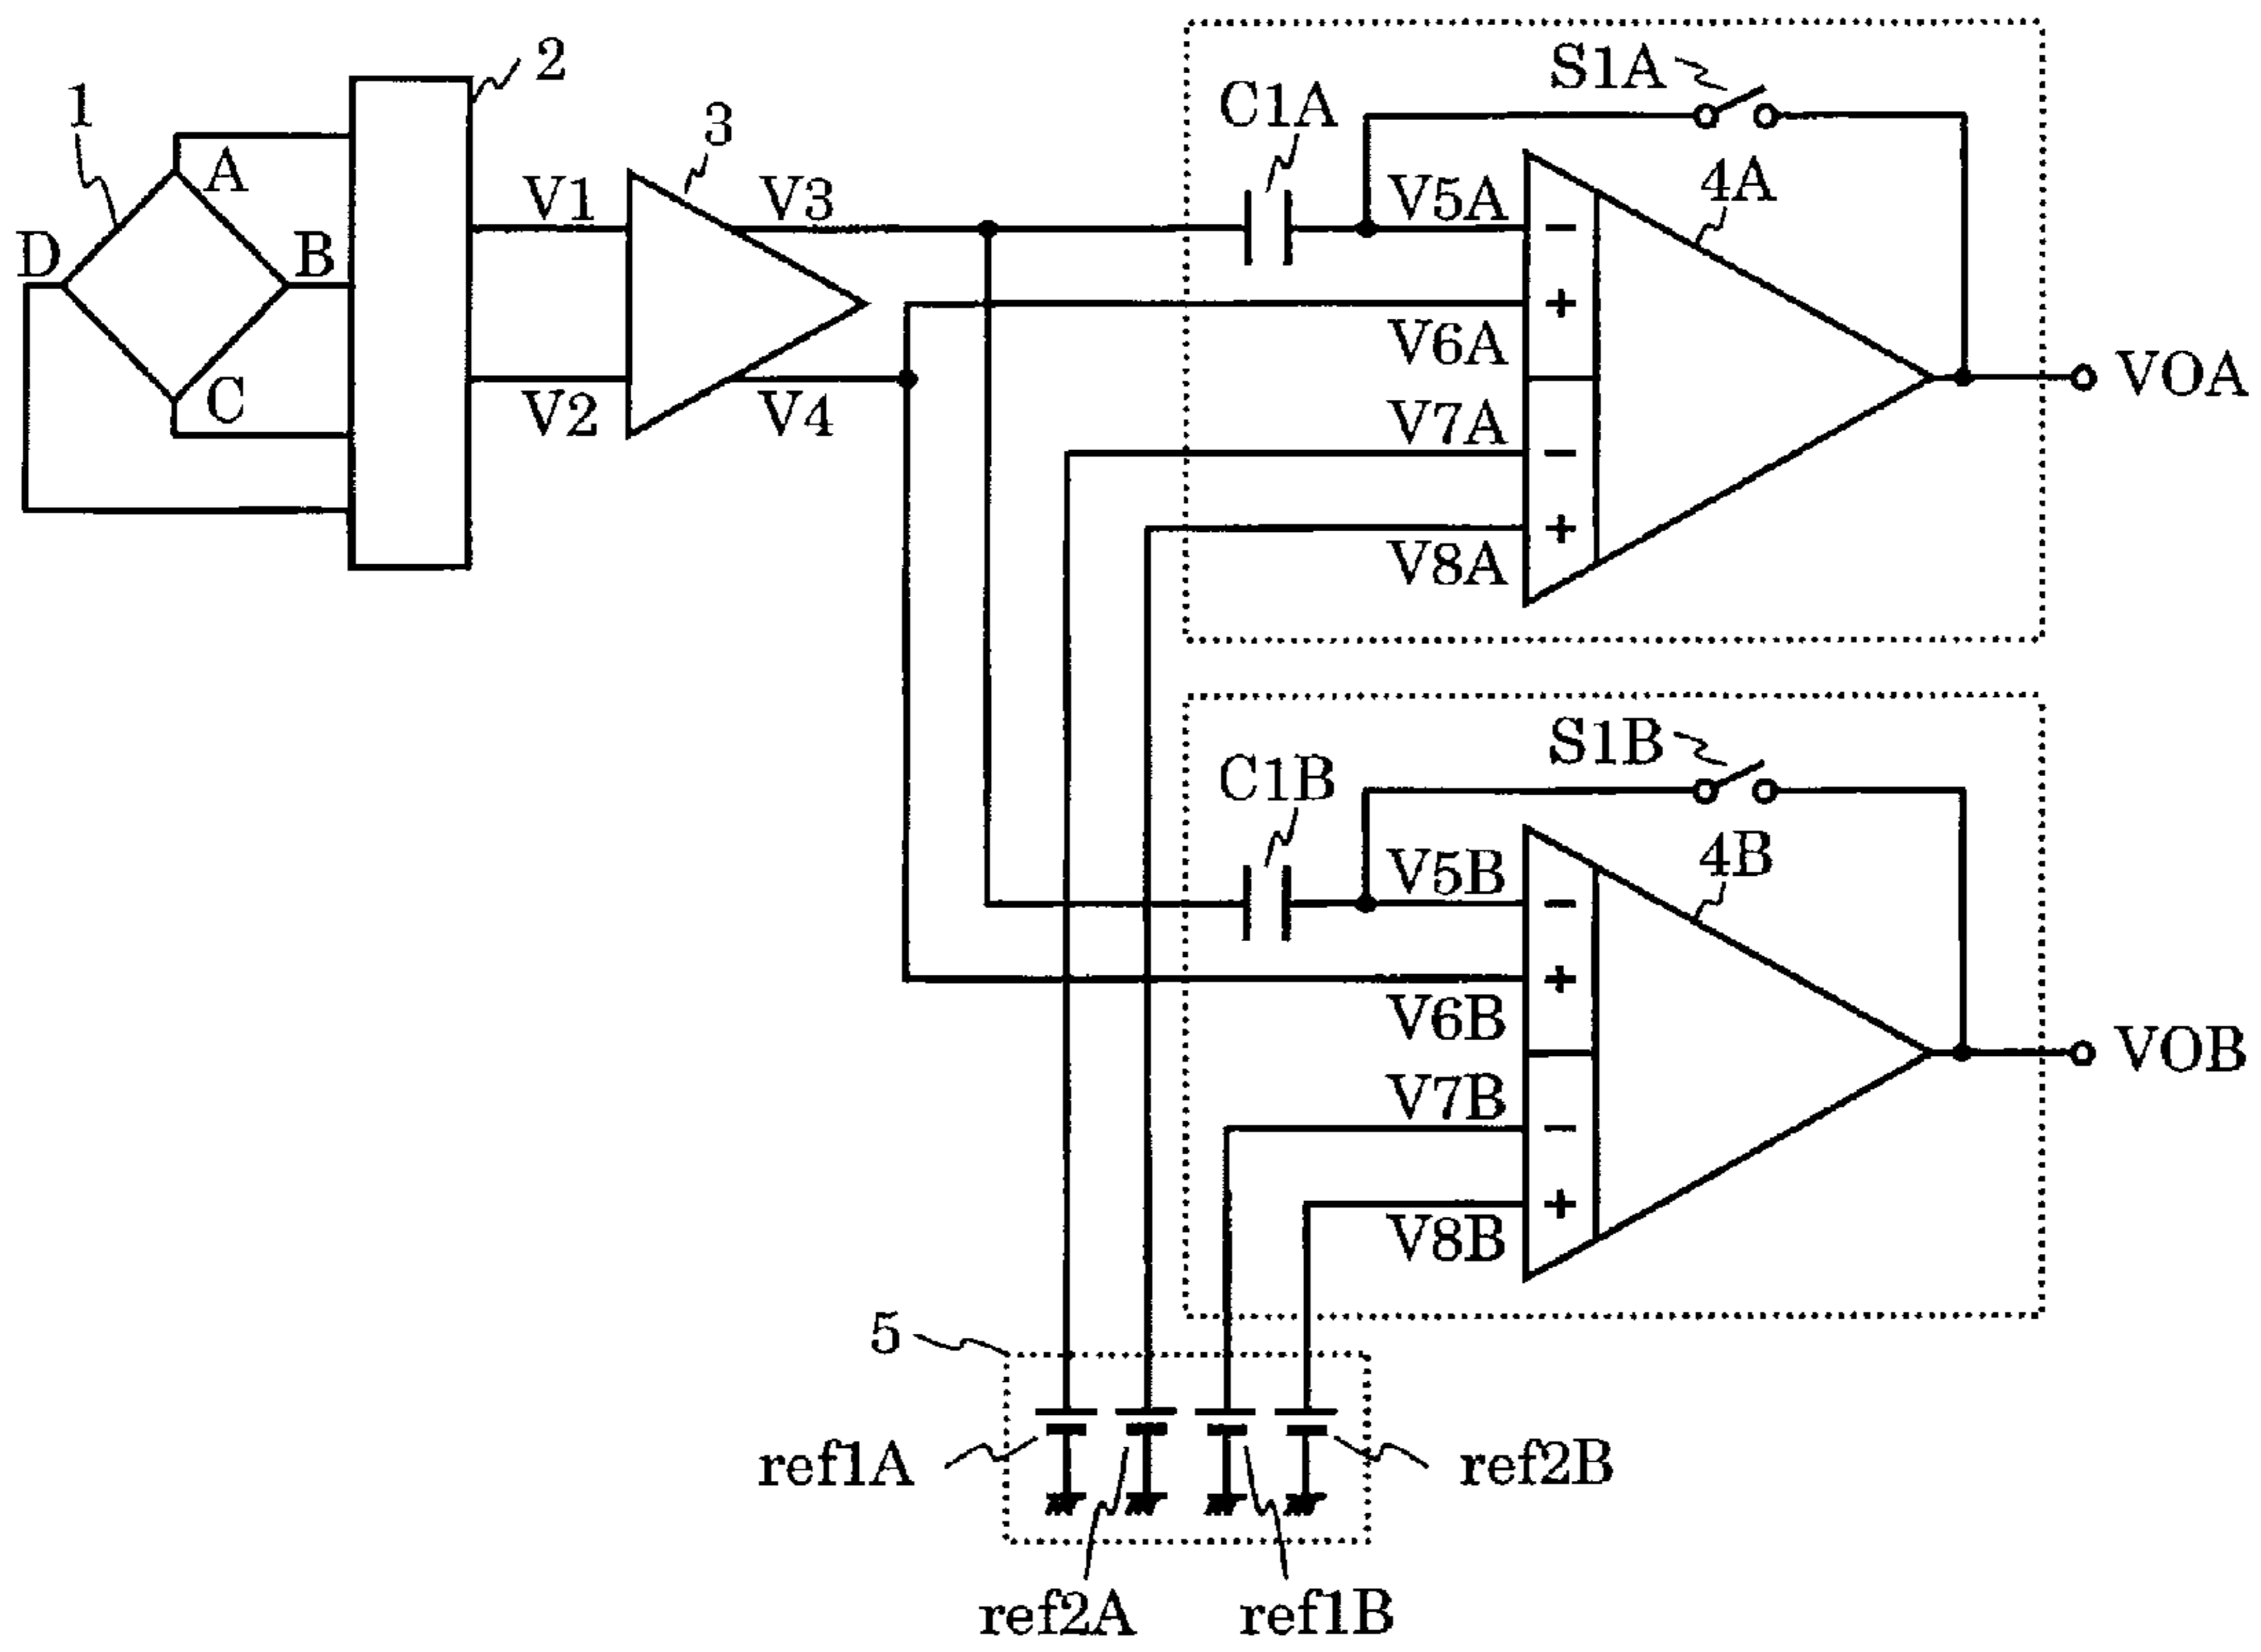 1
2
3
A
B
C
D
V1
V2
V3
V4
C1A
S1A
4A
V5A
−
+
V6A
V7A
−
+
V8A
VOA
C1B
S1B
4B
V5B
−
+
V6B
V7B
−
+
V8B
VOB
5
ref1A
ref2B
ref2A
ref1B